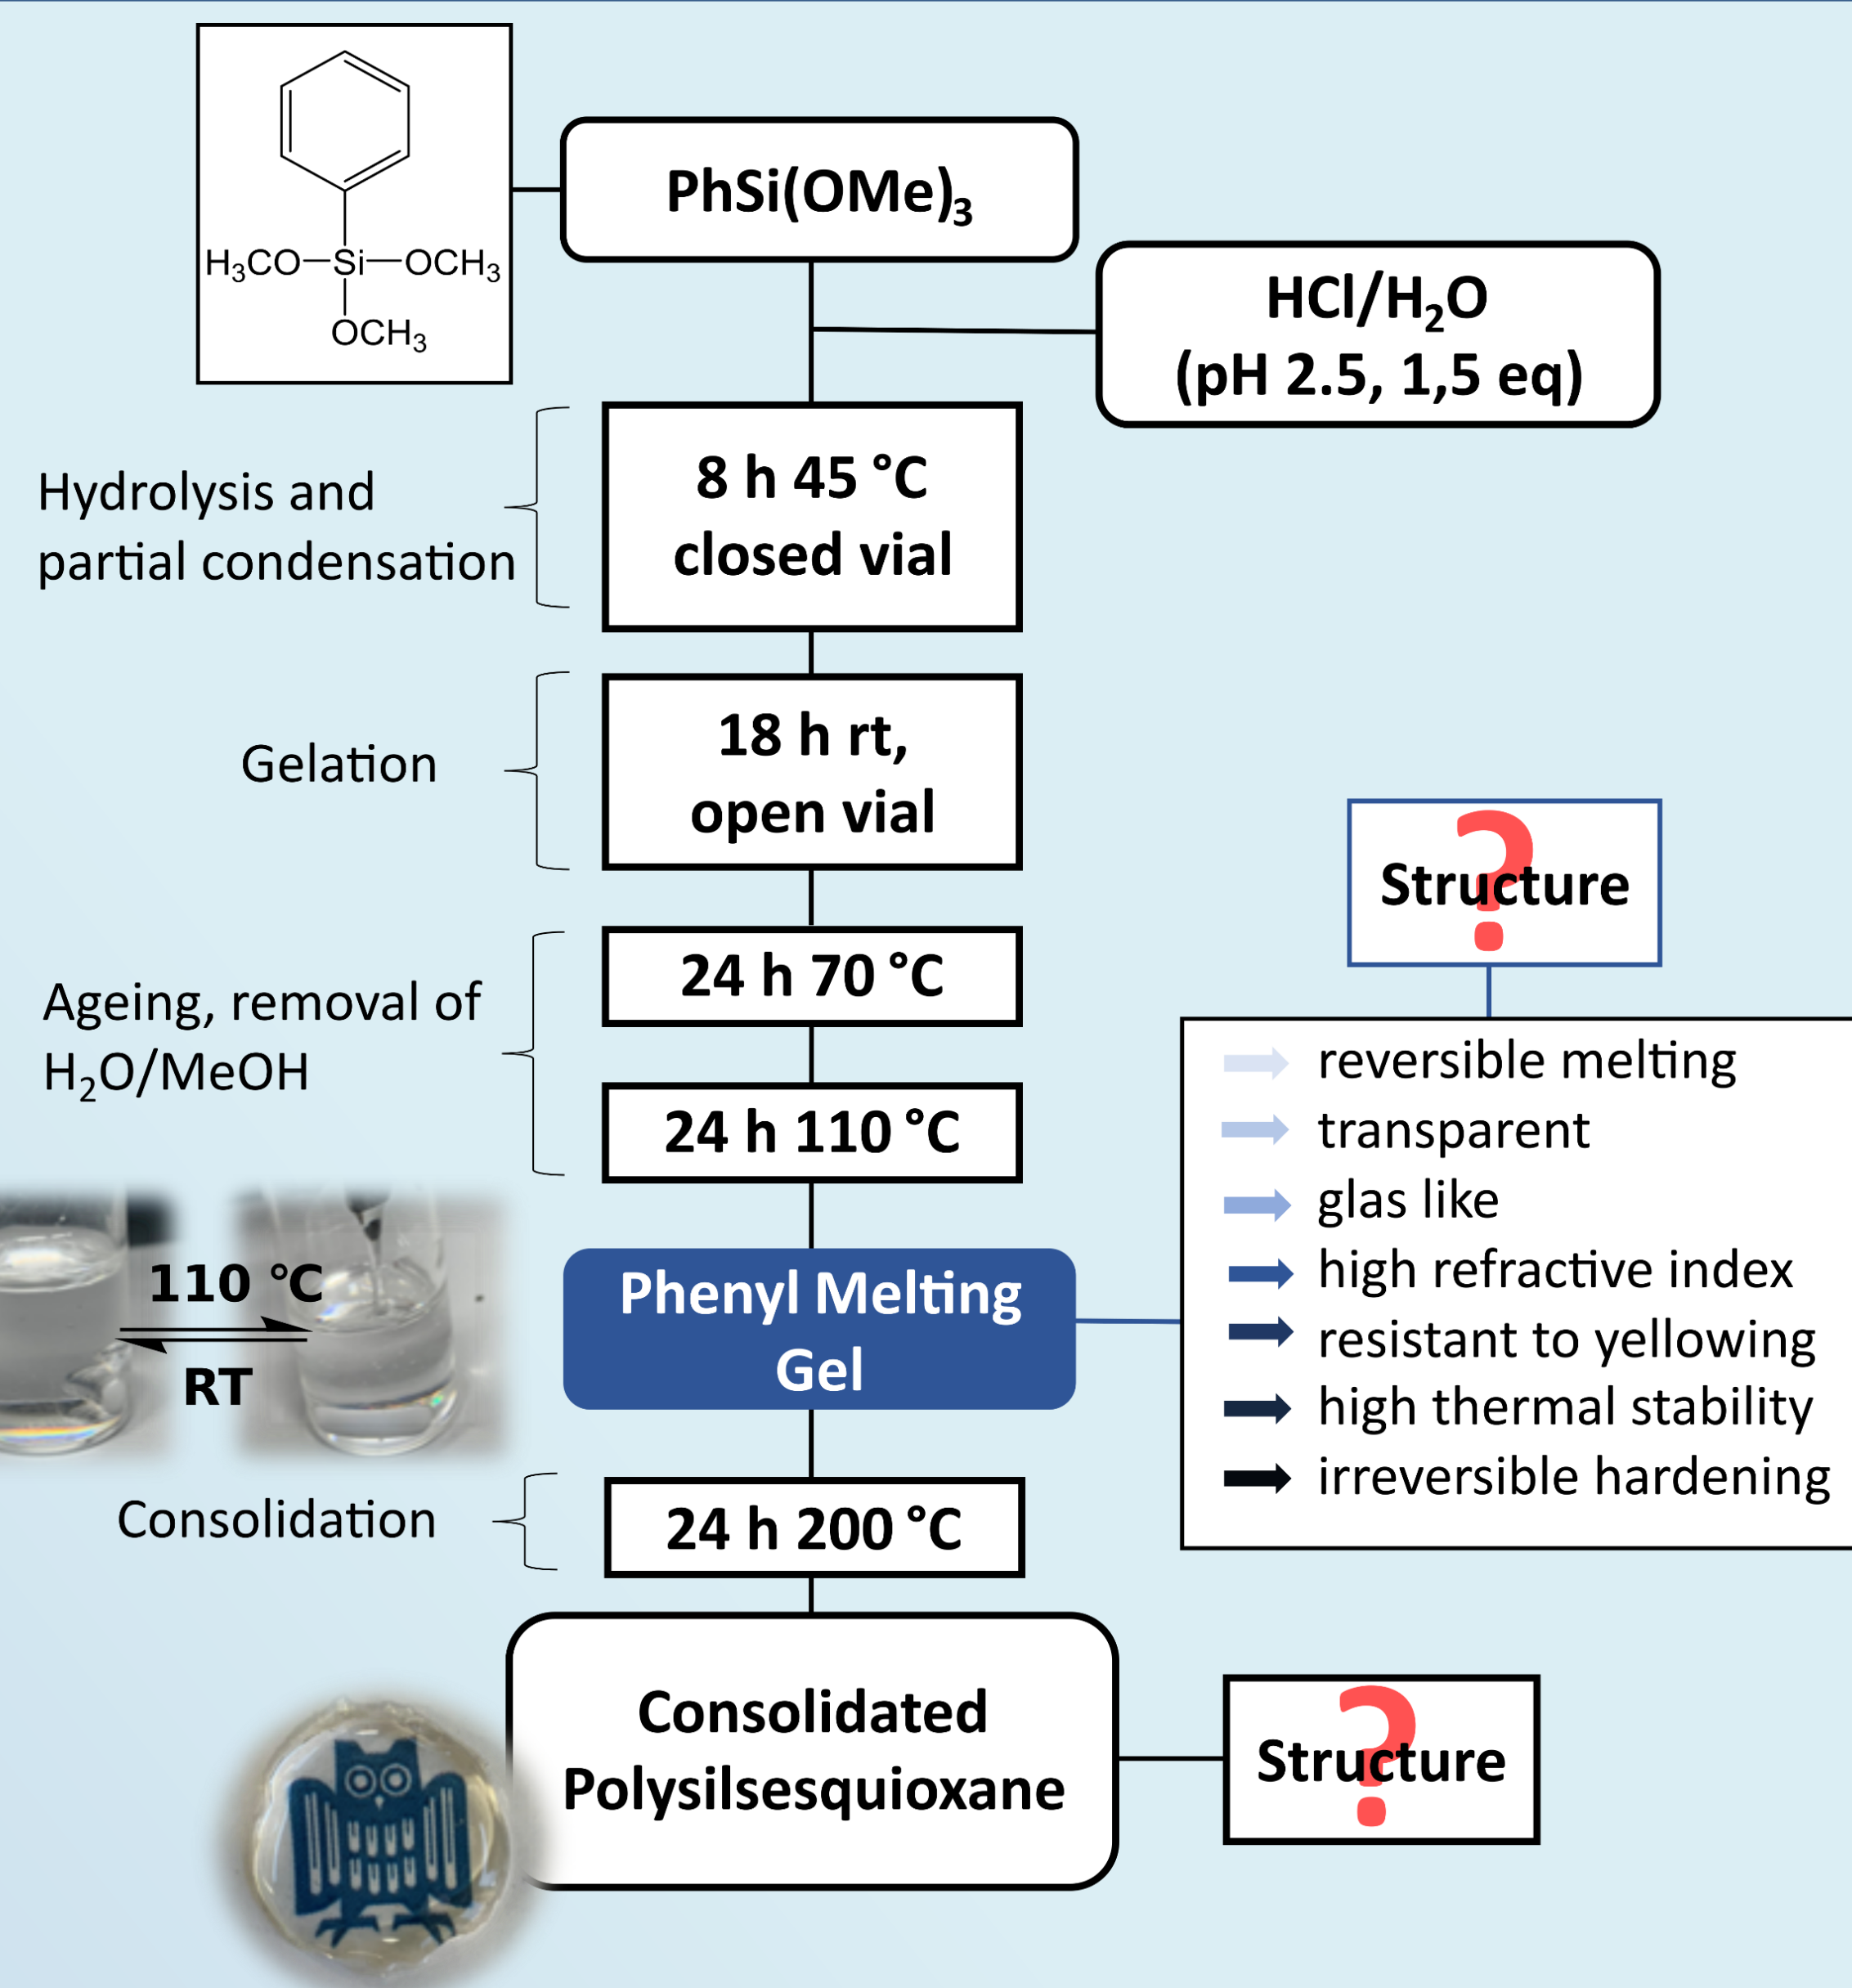 PhSi(OMe)₃
H₃CO—Si—OCH₃
OCH₃
HCl/H₂O
(pH 2.5, 1,5 eq)
Hydrolysis and
partial condensation
8 h 45 °C
closed vial
Gelation
18 h rt,
open vial
Ageing, removal of
H₂O/MeOH
24 h 70 °C
24 h 110 °C
110 °C
RT
Phenyl Melting
Gel
Structure
?
reversible melting
transparent
glas like
high refractive index
resistant to yellowing
high thermal stability
irreversible hardening
Consolidation
24 h 200 °C
Consolidated
Polysilsesquioxane
Structure
?